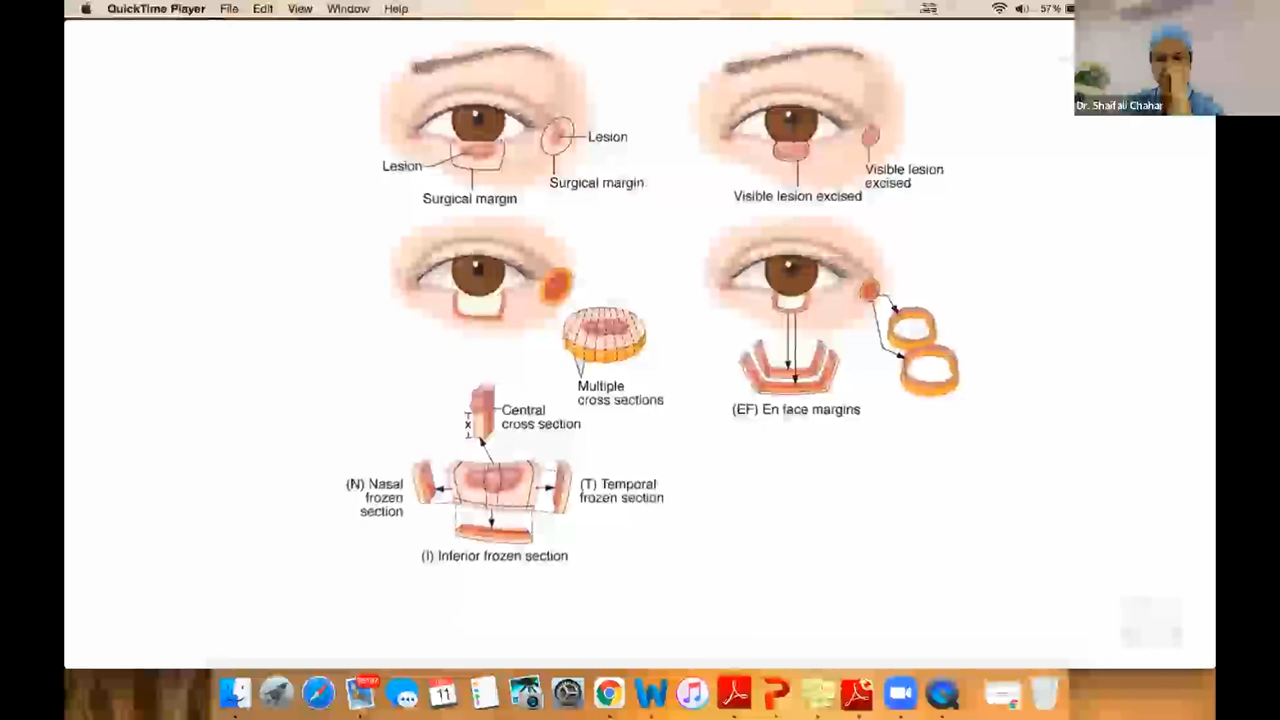 QuickTime Player File Edit View Window Help
57%
Dr. Shaifali Chahar
Lesion
Lesion
Surgical margin
Surgical margin
Visible lesion
excised
Visible lesion excised
Multiple
cross sections
Central
cross section
x
(N) Nasal
frozen
section
(T) Temporal
frozen section
(I) Inferior frozen section
(EF) En face margins
11